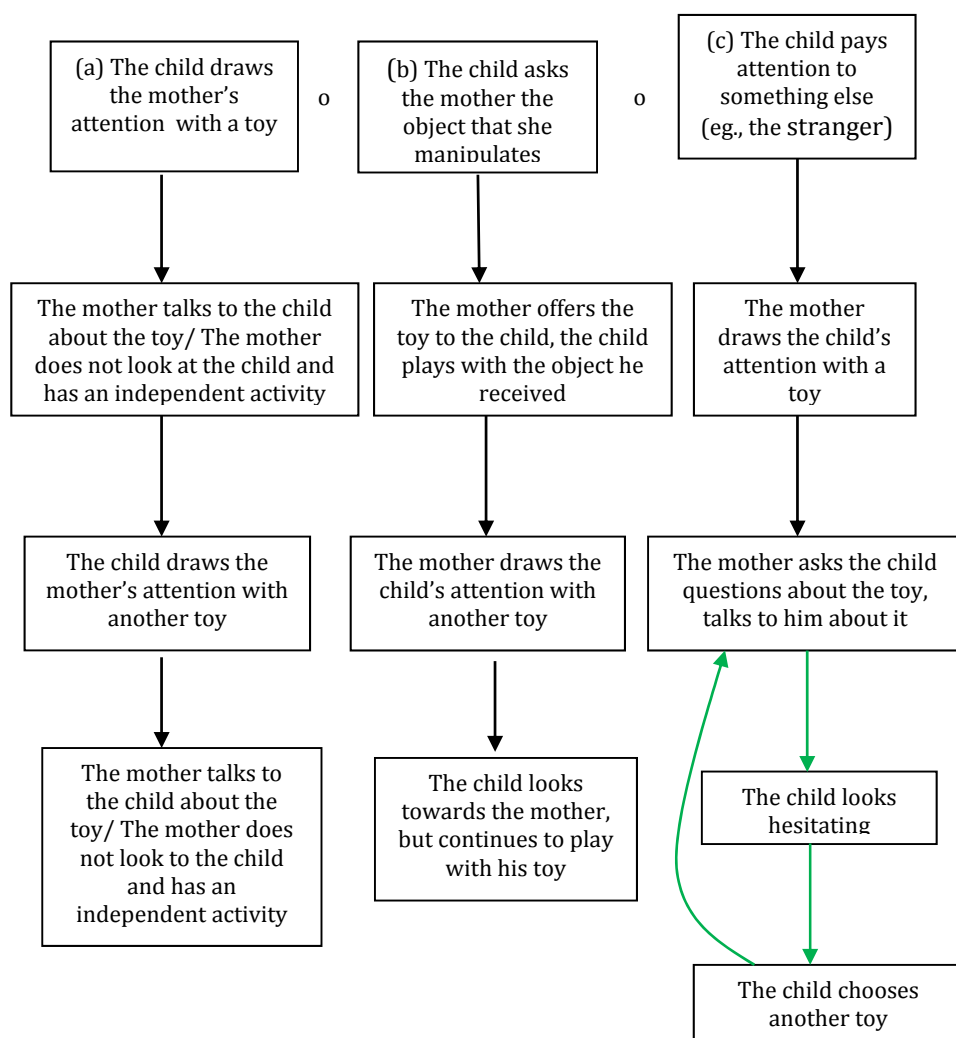 (a) The child draws
the mother's
attention with a toy
o
(b) The child asks
the mother the
object that she
manipulates
o
(c) The child pays
attention to
something else
(eg., the stranger)
The mother talks to the child
about the toy/ The mother
does not look at the child and
has an independent activity
The mother offers the
toy to the child, the child
plays with the object he
received
The mother
draws the child's
attention with a
toy
The child draws the
mother's attention with
another toy
The mother draws the
child's attention with
another toy
The mother asks the child
questions about the toy,
talks to him about it
The mother talks to
the child about the
toy/ The mother does
not look to the child
and has an
independent activity
The child looks
towards the mother,
but continues to play
with his toy
The child looks
hesitating
The child chooses
another toy